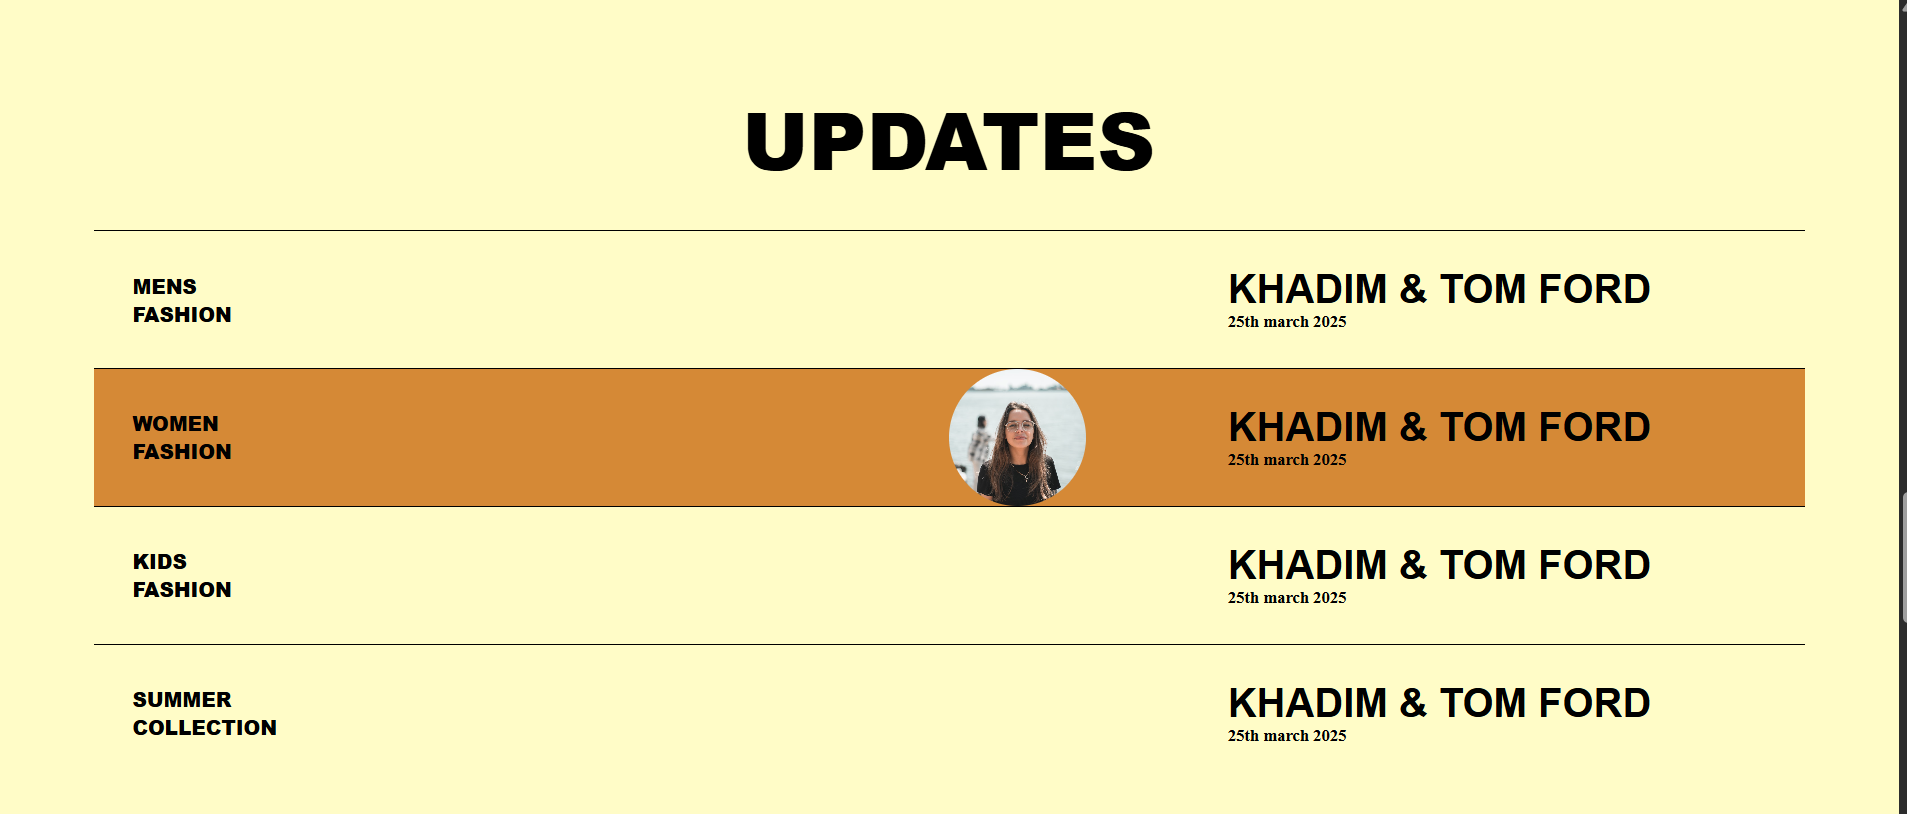 UPDATES
MENS
FASHION
KHADIM & TOM FORD
25th march 2025
WOMEN
FASHION
KHADIM & TOM FORD
25th march 2025
KIDS
FASHION
KHADIM & TOM FORD
25th march 2025
SUMMER
COLLECTION
KHADIM & TOM FORD
25th march 2025